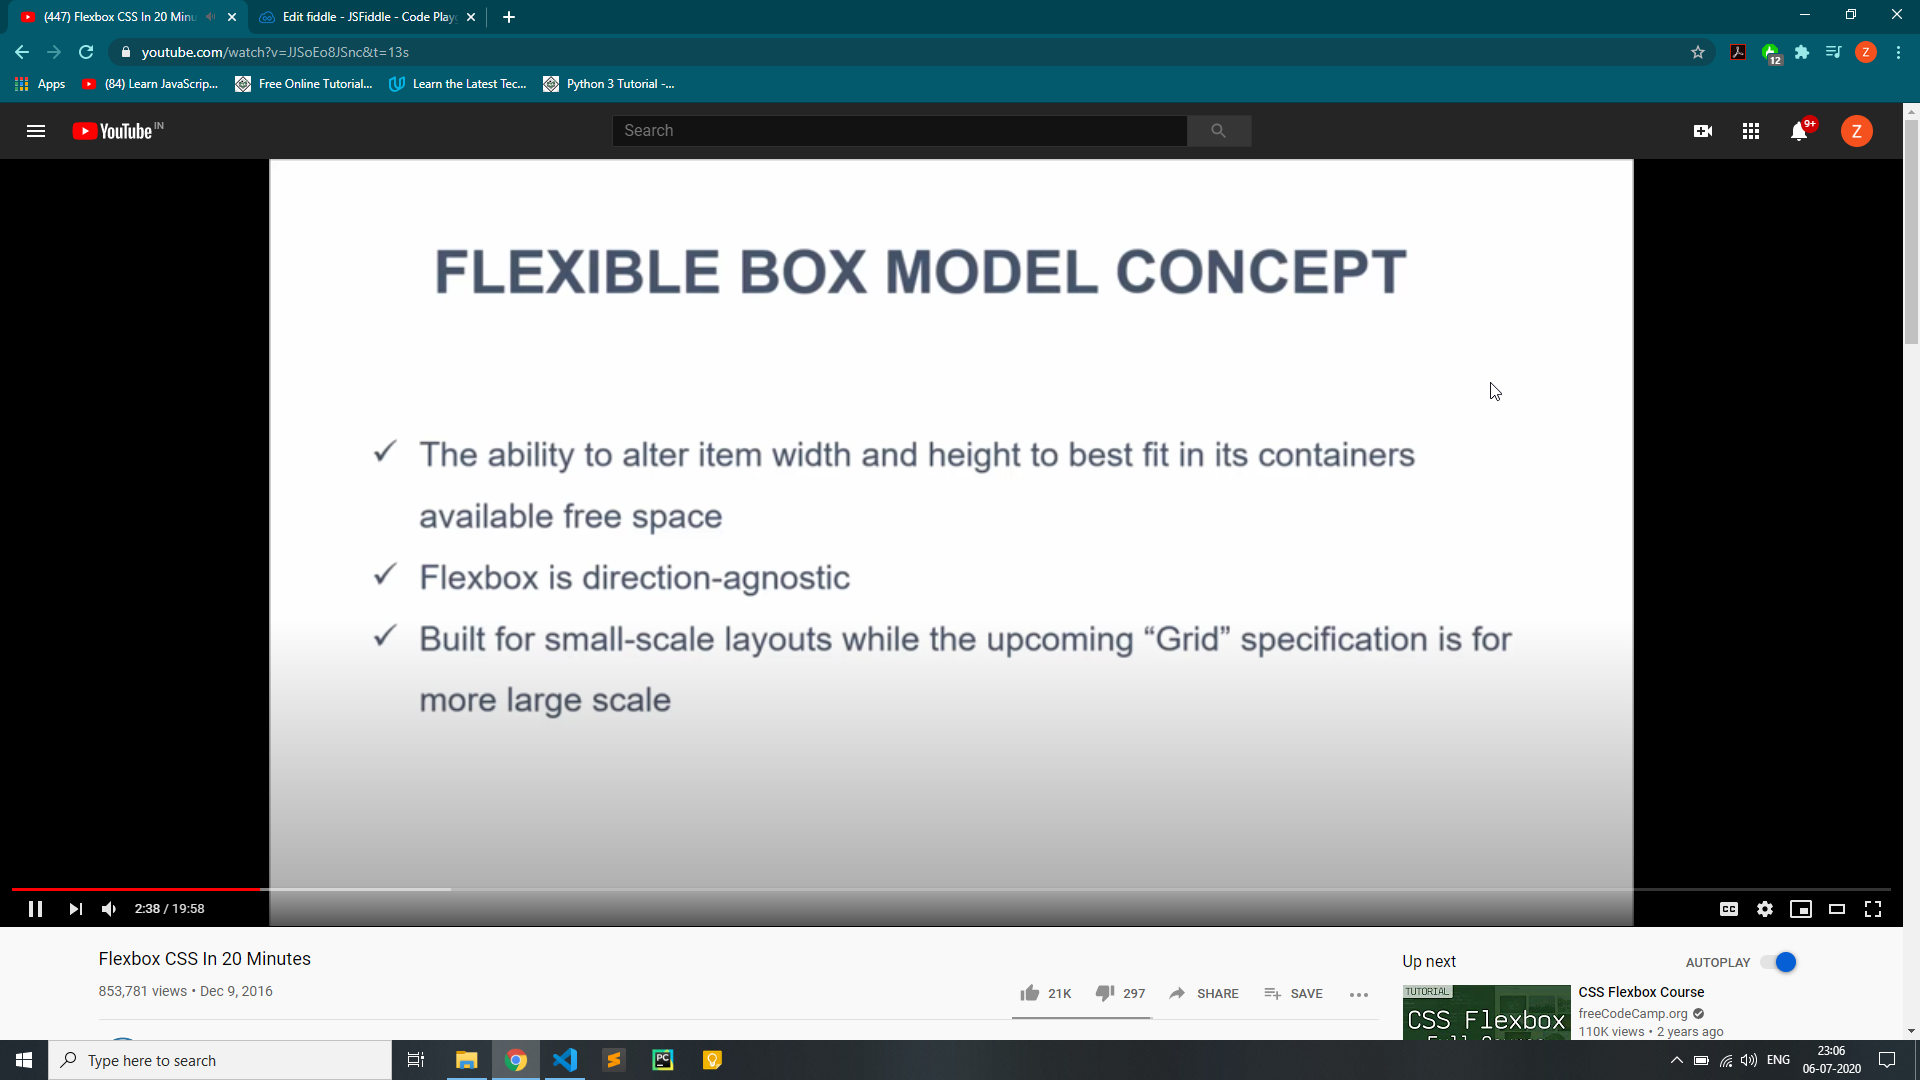 (447) Flexbox CSS In 20 Minu
Edit fiddle - JSFiddle - Code Play
youtube.com/watch?v=JJSoEo8JSnc&t=13s
12
Z
Apps
(84) Learn JavaScrip...
Free Online Tutorial...
Learn the Latest Tec...
Python 3 Tutorial -...
YouTube IN
Search
9+
Z
FLEXIBLE BOX MODEL CONCEPT
✓ The ability to alter item width and height to best fit in its containers
available free space
✓ Flexbox is direction-agnostic
✓ Built for small-scale layouts while the upcoming “Grid” specification is for
more large scale
2:38 / 19:58
CC
Flexbox CSS In 20 Minutes
853,781 views • Dec 9, 2016
21K
297
SHARE
SAVE
Up next
AUTOPLAY
TUTORIAL
CSS Flexbox
Full Course
CSS Flexbox Course
freeCodeCamp.org
110K views • 2 years ago
Type here to search
PC
ENG
23:06
06-07-2020